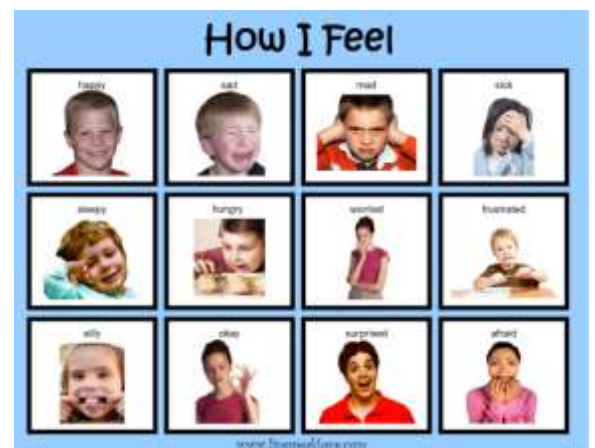 How I Feel
happy sad mad sick
sleepy hungry worried frustrated
silly okay surprised afraid